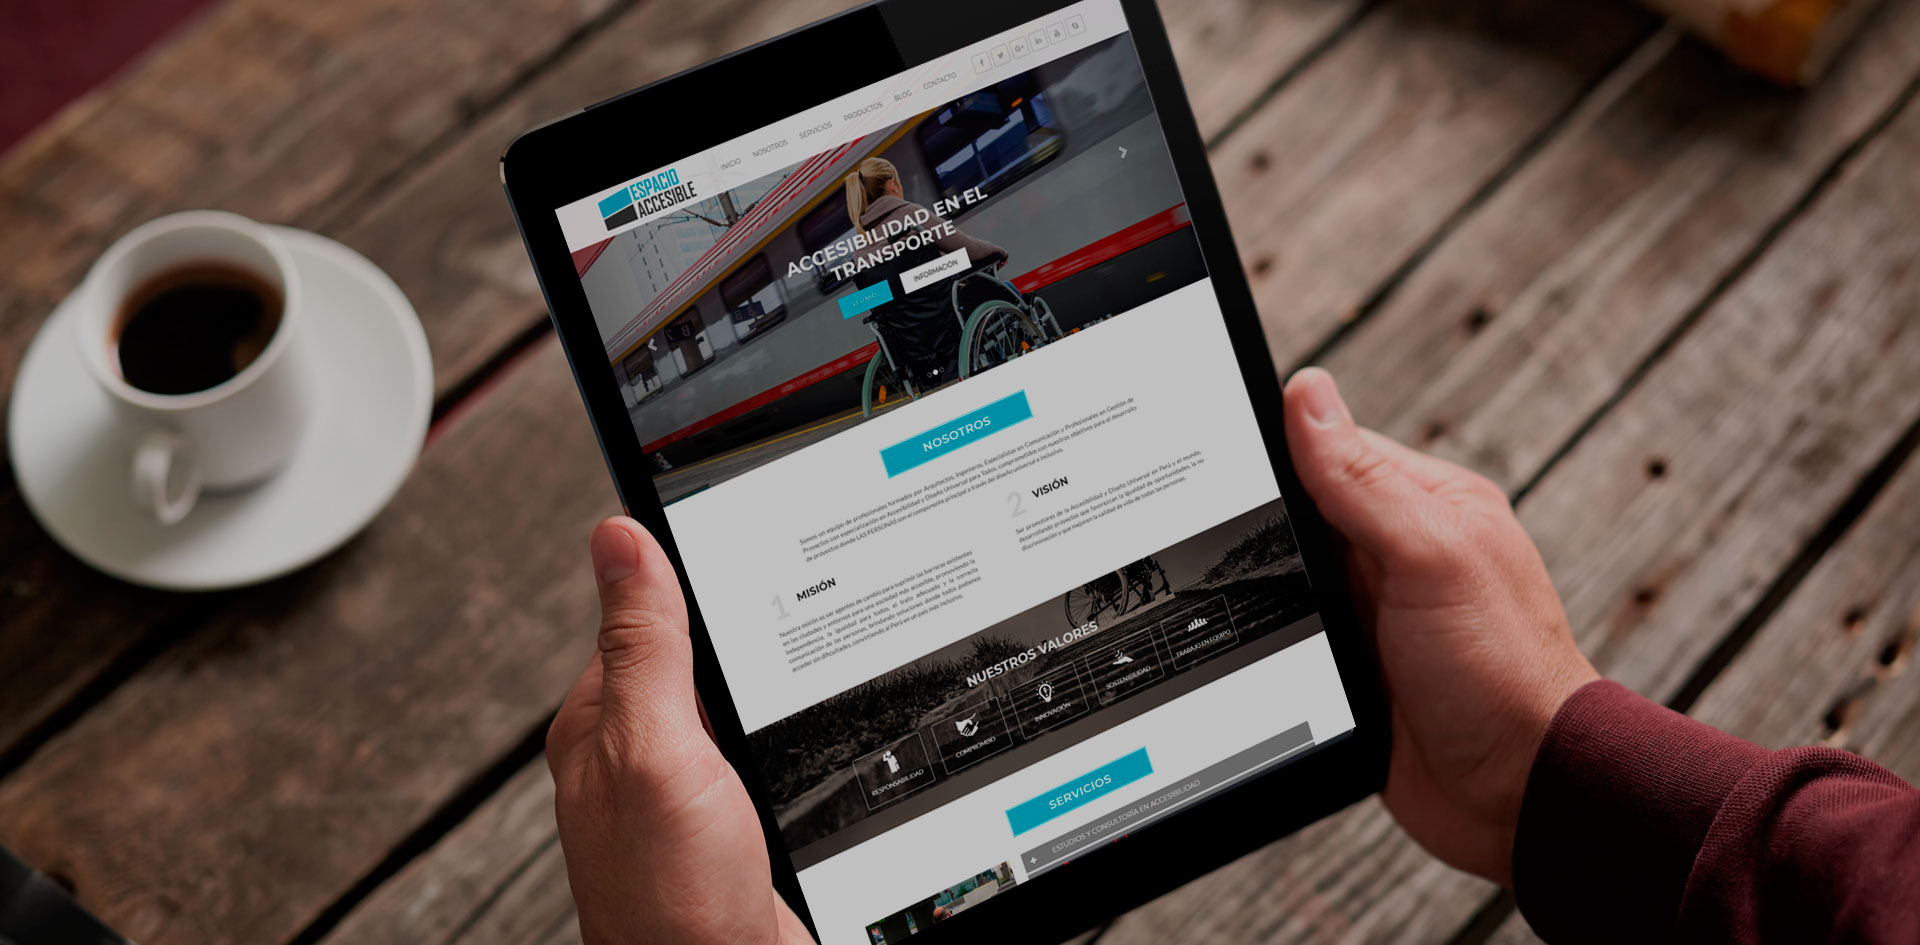 ESPACIO
ACCESIBLE
INICIO
NOSOTROS
SERVICIOS
PRODUCTOS
BLOG
CONTACTO
ACCESIBILIDAD EN EL
TRANSPORTE
INFORMACIÓN
NOSOTROS
Somos un equipo de profesionales formados por Arquitectos, Ingenieros, Especialistas en Comunicación y Profesionales en Gestión de
Proyectos con especialización en Accesibilidad y Diseño Universal para Todos, comprometidos con nuestros objetivos para el desarrollo
de proyectos donde LAS PERSONAS son el componente principal a través del diseño universal e inclusivo.
1
MISIÓN
Nuestra misión es ser agentes de cambio para suprimir las barreras existentes
en las ciudades y entornos para una sociedad más accesible, promoviendo la
independencia, la igualdad para todos, el trato adecuado y la correcta
comunicación de las personas, brindando soluciones donde todos podamos
acceder sin dificultades, convirtiendo al Perú en un país más inclusivo.
2
VISIÓN
Ser promotores de la Accesibilidad y Diseño Universal en Perú y el mundo,
desarrollando proyectos que favorezcan la igualdad de oportunidades, la no
discriminación y que mejoren la calidad de vida de todas las personas.
NUESTROS VALORES
RESPONSABILIDAD
COMPROMISO
INNOVACIÓN
SOSTENIBILIDAD
TRABAJO EN EQUIPO
SERVICIOS
+ ESTUDIOS Y CONSULTORÍA EN ACCESIBILIDAD